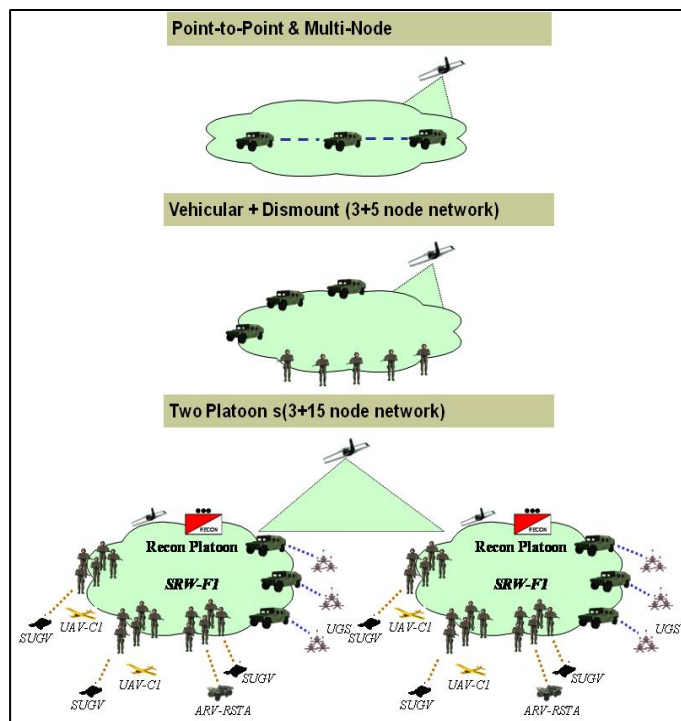 Point-to-Point & Multi-Node
Vehicular + Dismount (3+5 node network)
Two Platoon s(3+15 node network)
RECON
Recon Platoon
SRW-F1
SUGV
UAV-C1
UGS
SUGV
UAV-C1
SUGV
ARV-RSTA
RECON
Recon Platoon
SRW-F1
SUGV
UAV-C1
UGS
SUGV
UAV-C1
SUGV
ARV-RSTA